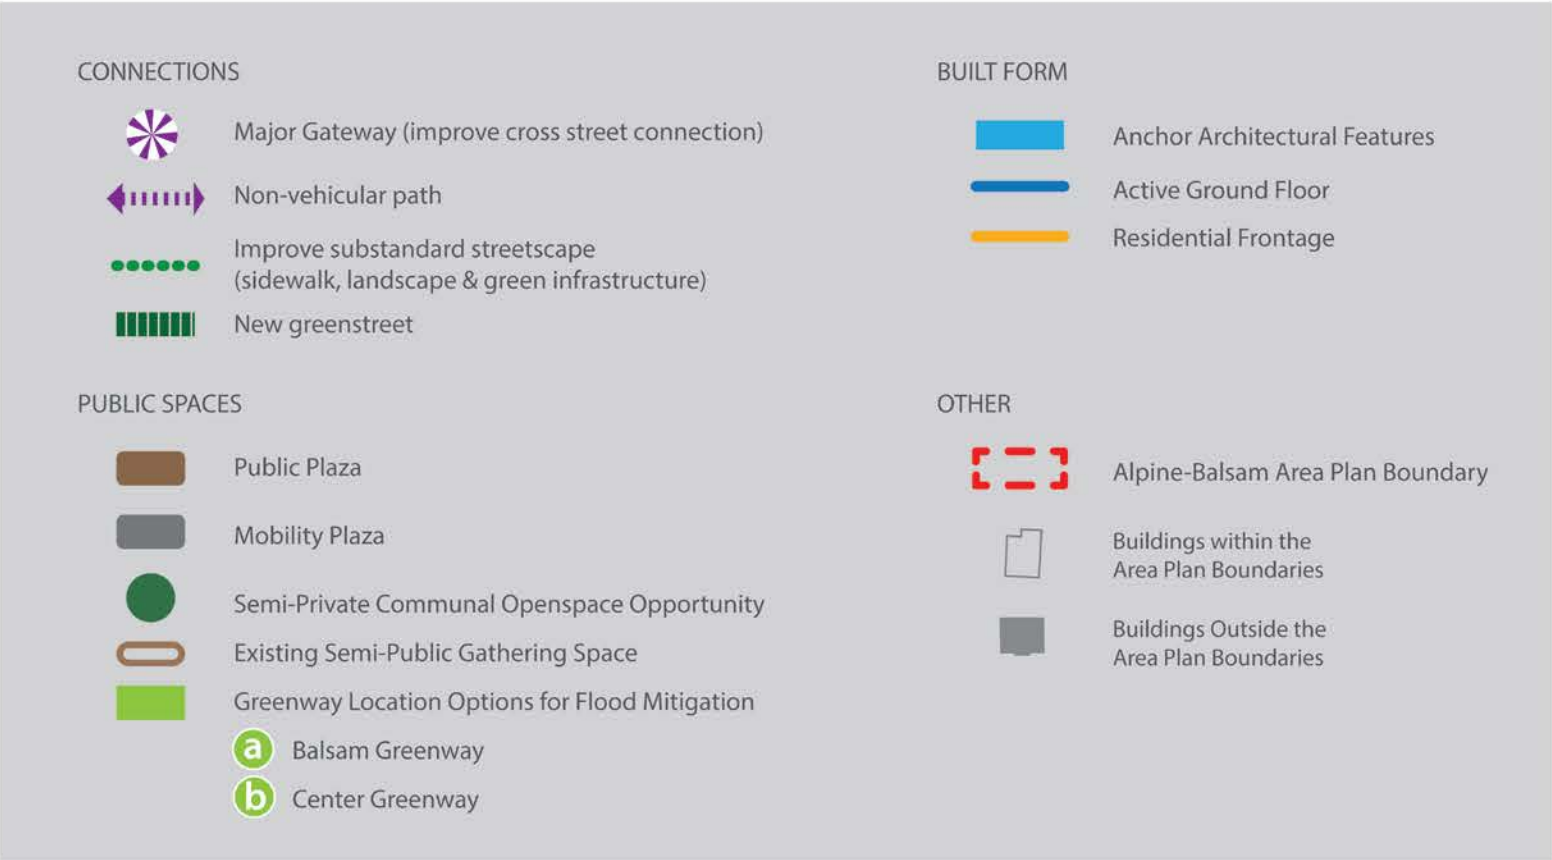 CONNECTIONS
Major Gateway (improve cross street connection)
Non-vehicular path
Improve substandard streetscape
(sidewalk, landscape & green infrastructure)
New greenstreet
PUBLIC SPACES
Public Plaza
Mobility Plaza
Semi-Private Communal Openspace Opportunity
Existing Semi-Public Gathering Space
Greenway Location Options for Flood Mitigation
a Balsam Greenway
b Center Greenway
BUILT FORM
Anchor Architectural Features
Active Ground Floor
Residential Frontage
OTHER
Alpine-Balsam Area Plan Boundary
Buildings within the
Area Plan Boundaries
Buildings Outside the
Area Plan Boundaries